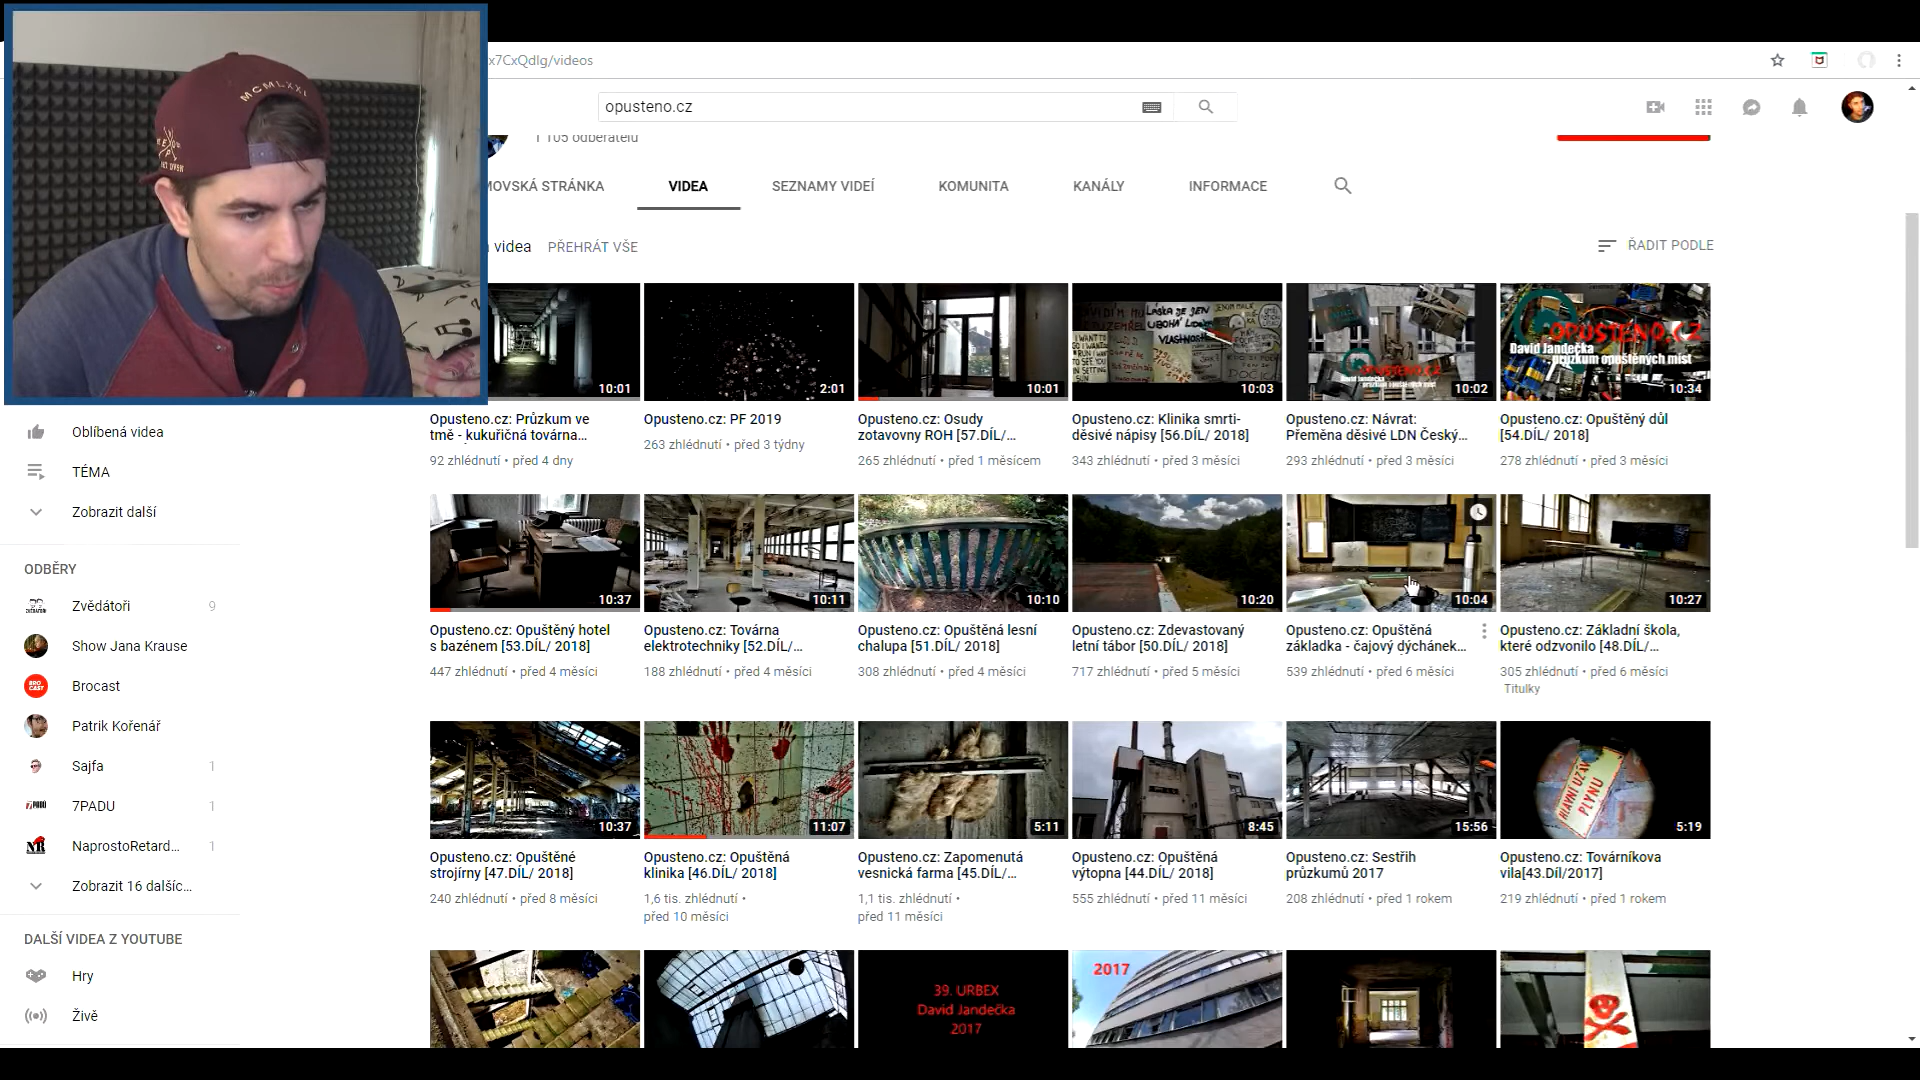 x7CxQdlg/videos
MCMLXXI
opusteno.cz
1 105 odběratelů
MOVSKÁ STRÁNKA
VIDEA
SEZNAMY VIDEÍ
KOMUNITA
KANÁLY
INFORMACE
videa
PŘEHRÁT VŠE
ŘADIT PODLE
10:01
2:01
10:01
LÁSKA JE JEN
UBOHÁ
VLASTNOS
10:03
10:02
OPUSTENO.CZ
David Jandečka
průzkum opuštěných míst
10:34
Opusteno.cz: Průzkum ve
tmě - kukuřičná továrna...
92 zhlédnutí • před 4 dny
Opusteno.cz: PF 2019
263 zhlédnutí • před 3 týdny
Opusteno.cz: Osudy
zotavovny ROH [57.DÍL/...
265 zhlédnutí • před 1 měsícem
Opusteno.cz: Klinika smrti-
děsivé nápisy [56.DÍL/ 2018]
343 zhlédnutí • před 3 měsíci
Opusteno.cz: Návrat:
Přeměna děsivé LDN Český...
293 zhlédnutí • před 3 měsíci
Opusteno.cz: Opuštěný důl
[54.DÍL/ 2018]
278 zhlédnutí • před 3 měsíci
Oblíbená videa
TÉMA
Zobrazit další
ODBĚRY
Zvědátoři 9
Show Jana Krause
Brocast
Patrik Kořenář
Sajfa 1
7PADU 1
NaprostoRetard... 1
Zobrazit 16 dalšíc...
DALŠÍ VIDEA Z YOUTUBE
Hry
Živě
10:37
10:11
10:10
10:20
10:04
10:27
Opusteno.cz: Opuštěný hotel
s bazénem [53.DÍL/ 2018]
447 zhlédnutí • před 4 měsíci
Opusteno.cz: Továrna
elektrotechniky [52.DÍL/...
188 zhlédnutí • před 4 měsíci
Opusteno.cz: Opuštěná lesní
chalupa [51.DÍL/ 2018]
308 zhlédnutí • před 4 měsíci
Opusteno.cz: Zdevastovaný
letní tábor [50.DÍL/ 2018]
717 zhlédnutí • před 5 měsíci
Opusteno.cz: Opuštěná
základka - čajový dýchánek...
539 zhlédnutí • před 6 měsíci
Opusteno.cz: Základní škola,
které odzvonilo [48.DÍL/...
305 zhlédnutí • před 6 měsíci
Titulky
10:37
11:07
5:11
8:45
15:56
HLAVNÍ UZÁV
PLYNU
5:19
Opusteno.cz: Opuštěné
strojírny [47.DÍL/ 2018]
240 zhlédnutí • před 8 měsíci
Opusteno.cz: Opuštěná
klinika [46.DÍL/ 2018]
1,6 tis. zhlédnutí •
před 10 měsíci
Opusteno.cz: Zapomenutá
vesnická farma [45.DÍL/...
1,1 tis. zhlédnutí •
před 11 měsíci
Opusteno.cz: Opuštěná
výtopna [44.DÍL/ 2018]
555 zhlédnutí • před 11 měsíci
Opusteno.cz: Sestřih
průzkumů 2017
208 zhlédnutí • před 1 rokem
Opusteno.cz: Továrníkova
vila[43.Díl/2017]
219 zhlédnutí • před 1 rokem
39. URBEX
David Jandečka
2017
2017